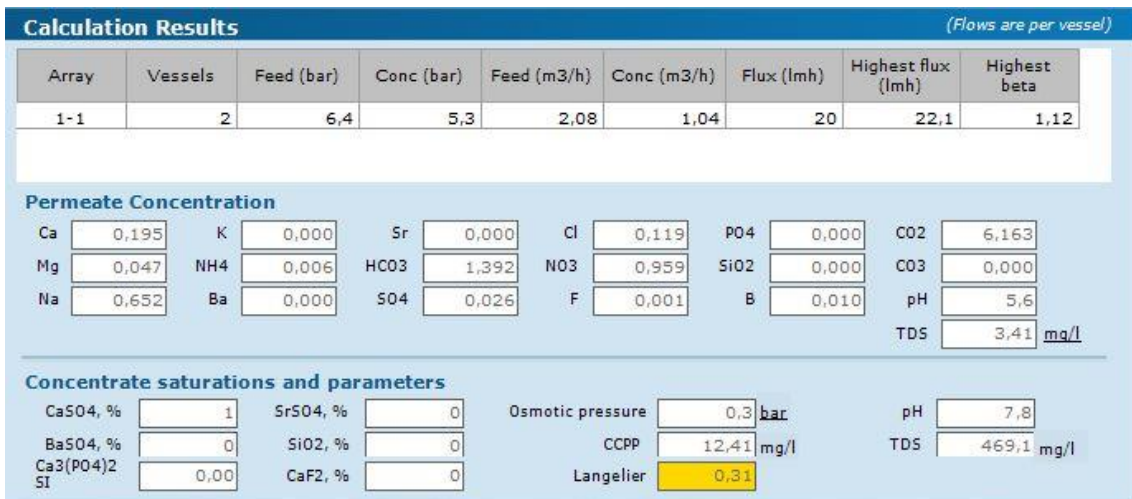 Calculation Results (Flows are per vessel)
Array Vessels Feed (bar) Conc (bar) Feed (m3/h) Conc (m3/h) Flux (lmh) Highest flux (lmh) Highest beta
1-1 2 6,4 5,3 2,08 1,04 20 22,1 1,12
Permeate Concentration
Ca 0,195 K 0,000 Sr 0,000 Cl 0,119 PO4 0,000 CO2 6,163
Mg 0,047 NH4 0,006 HCO3 1,392 NO3 0,959 SiO2 0,000 CO3 0,000
Na 0,652 Ba 0,000 SO4 0,026 F 0,001 B 0,010 pH 5,6
TDS 3,41 mg/l
Concentrate saturations and parameters
CaSO4, % 1 SrSO4, % 0 Osmotic pressure 0,3 bar pH 7,8
BaSO4, % 0 SiO2, % 0 CCPP 12,41 mg/l TDS 469,1 mg/l
Ca3(PO4)2 SI 0,00 CaF2, % 0 Langelier 0,31